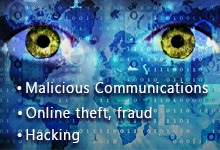 • Malicious Communications
• Online theft, fraud
• Hacking